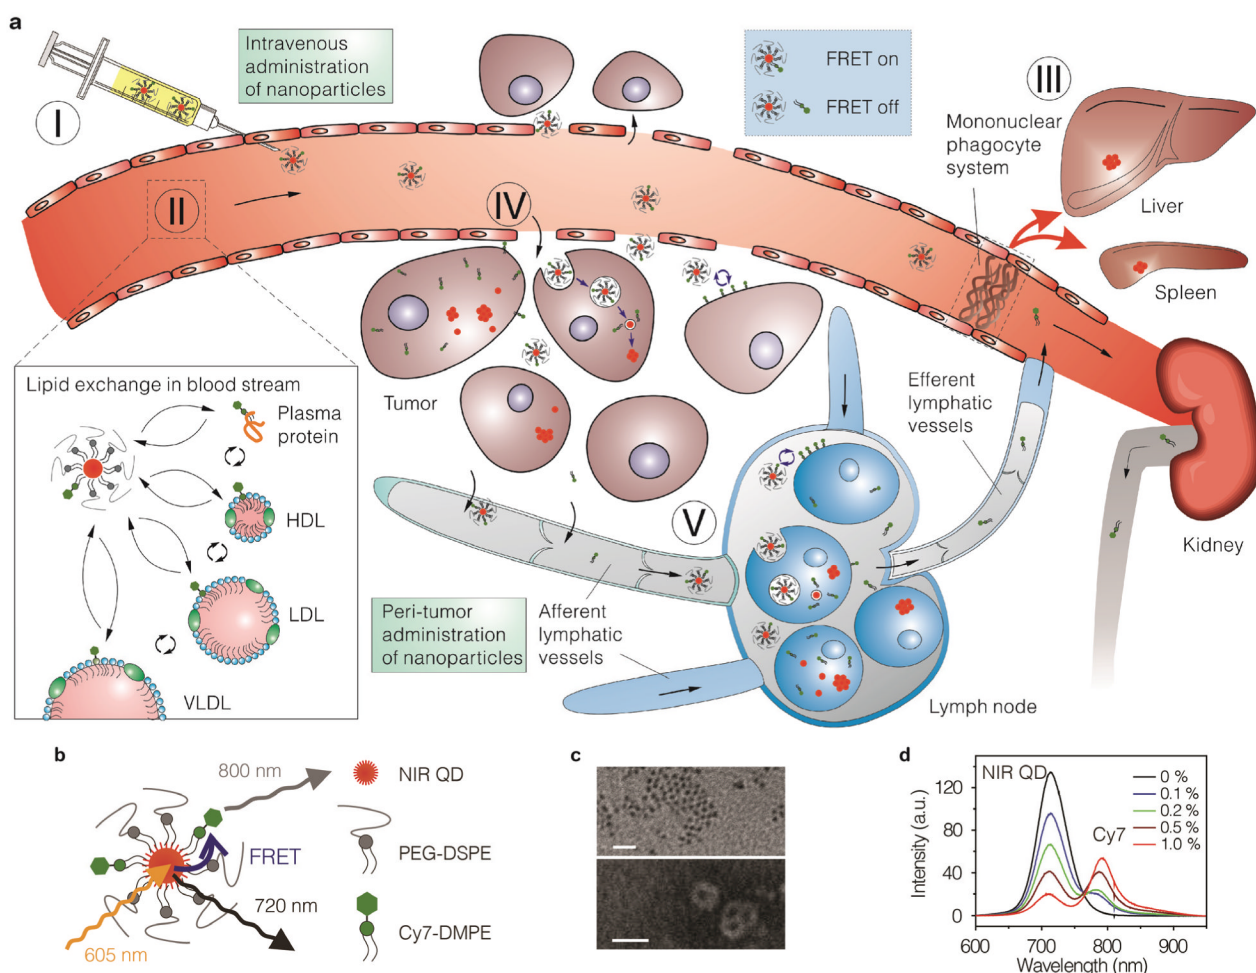 a
I
Intravenous
administration
of nanoparticles
FRET on
FRET off
III
Mononuclear
phagocyte
system
Liver
Spleen
II
IV
Tumor
Lipid exchange in blood stream
Plasma
protein
HDL
LDL
VLDL
Efferent
lymphatic
vessels
Kidney
V
Peri-tumor
administration
of nanoparticles
Afferent
lymphatic
vessels
Lymph node
b
800 nm
NIR QD
FRET
PEG-DSPE
720 nm
605 nm
Cy7-DMPE
c
d
NIR QD
0 %
0.1 %
0.2 %
0.5 %
1.0 %
Cy7
Intensity (a.u.)
120
80
40
0
600
700
800
900
Wavelength (nm)